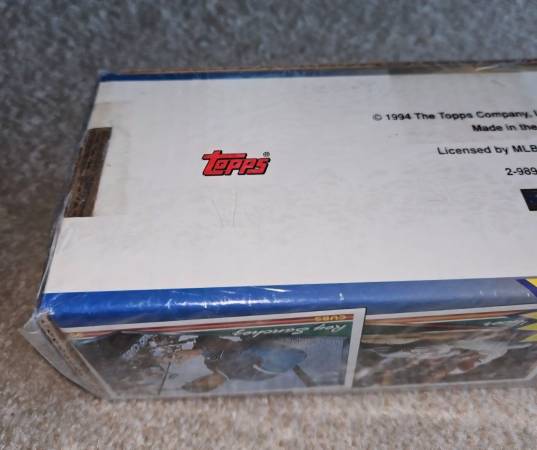 © 1994 The Topps Company,
Made in the
Licensed by MLB
2-989
Topps®
Rey Sanchez
CUBS